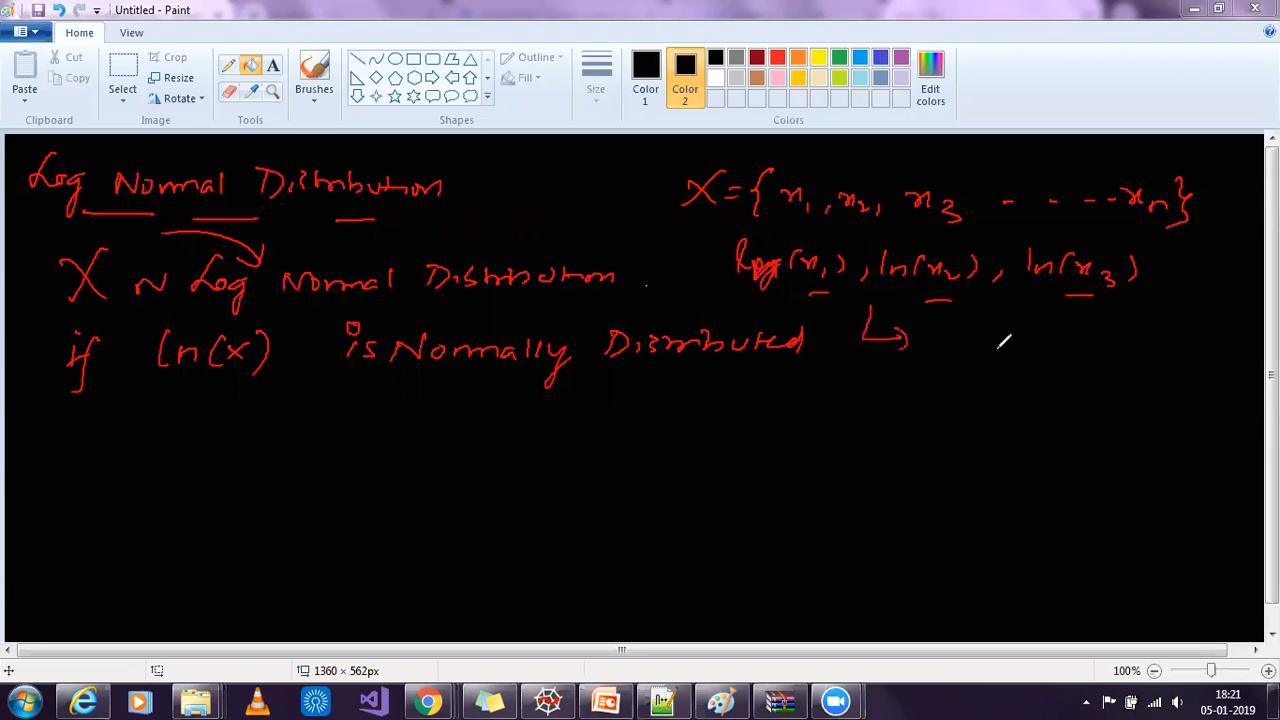 Untitled - Paint
Home View
Paste
Cut
Copy
Clipboard
Select
Crop
Resize
Rotate
Image
Tools
Brushes
Shapes
Outline
Fill
Size
Color 1
Color 2
Colors
Edit colors
Log Normal Distribution
X ~ Log Normal Distribution
if ln(x) is Normally Distributed
X = { x1, x2, x3 - - - - xn}
log(x1), ln(x2), ln(x3)
1360 × 562px
100%
18:21
05-01-2019